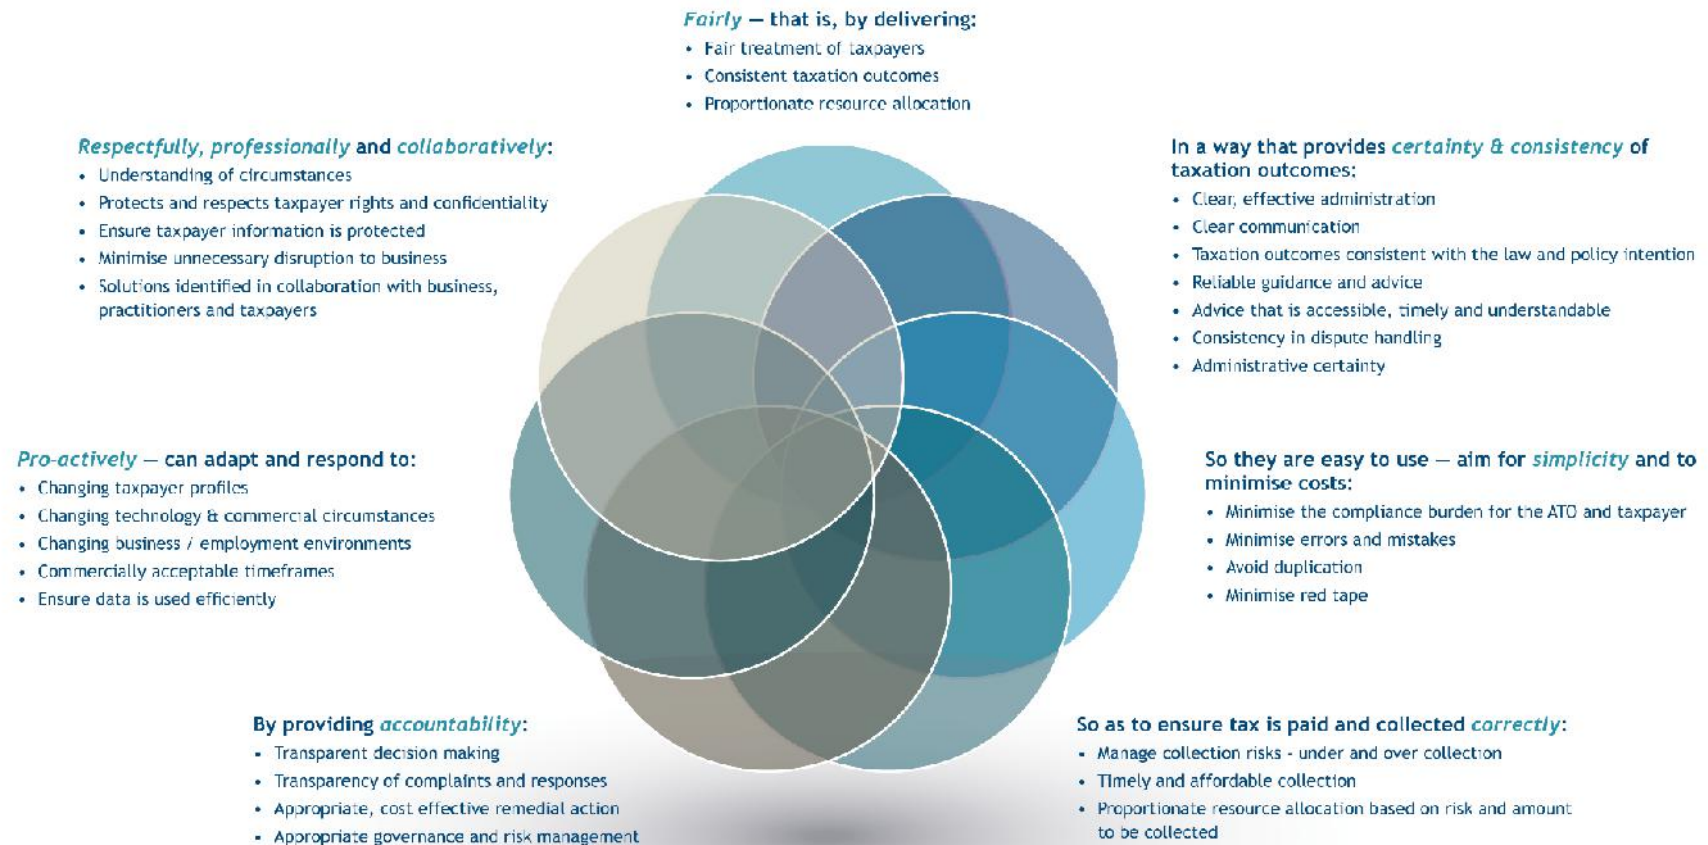 Fairly — that is, by delivering:
• Fair treatment of taxpayers
• Consistent taxation outcomes
• Proportionate resource allocation
Respectfully, professionally and collaboratively:
• Understanding of circumstances
• Protects and respects taxpayer rights and confidentiality
• Ensure taxpayer information is protected
• Minimise unnecessary disruption to business
• Solutions identified in collaboration with business,
practitioners and taxpayers
In a way that provides certainty & consistency of
taxation outcomes:
• Clear, effective administration
• Clear communication
• Taxation outcomes consistent with the law and policy intention
• Reliable guidance and advice
• Advice that is accessible, timely and understandable
• Consistency in dispute handling
• Administrative certainty
Pro-actively — can adapt and respond to:
• Changing taxpayer profiles
• Changing technology & commercial circumstances
• Changing business / employment environments
• Commercially acceptable timeframes
• Ensure data is used efficiently
So they are easy to use — aim for simplicity and to
minimise costs:
• Minimise the compliance burden for the ATO and taxpayer
• Minimise errors and mistakes
• Avoid duplication
• Minimise red tape
By providing accountability:
• Transparent decision making
• Transparency of complaints and responses
• Appropriate, cost effective remedial action
• Appropriate governance and risk management
So as to ensure tax is paid and collected correctly:
• Manage collection risks - under and over collection
• Timely and affordable collection
• Proportionate resource allocation based on risk and amount
to be collected